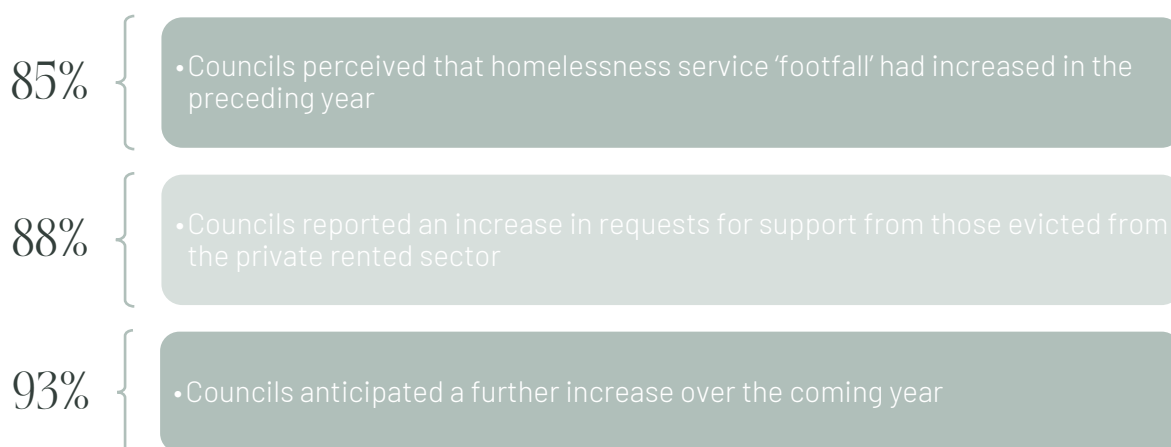 85%
•Councils perceived that homelessness service ‘footfall’ had increased in the
preceding year
88%
•Councils reported an increase in requests for support from those evicted from
the private rented sector
93%
•Councils anticipated a further increase over the coming year